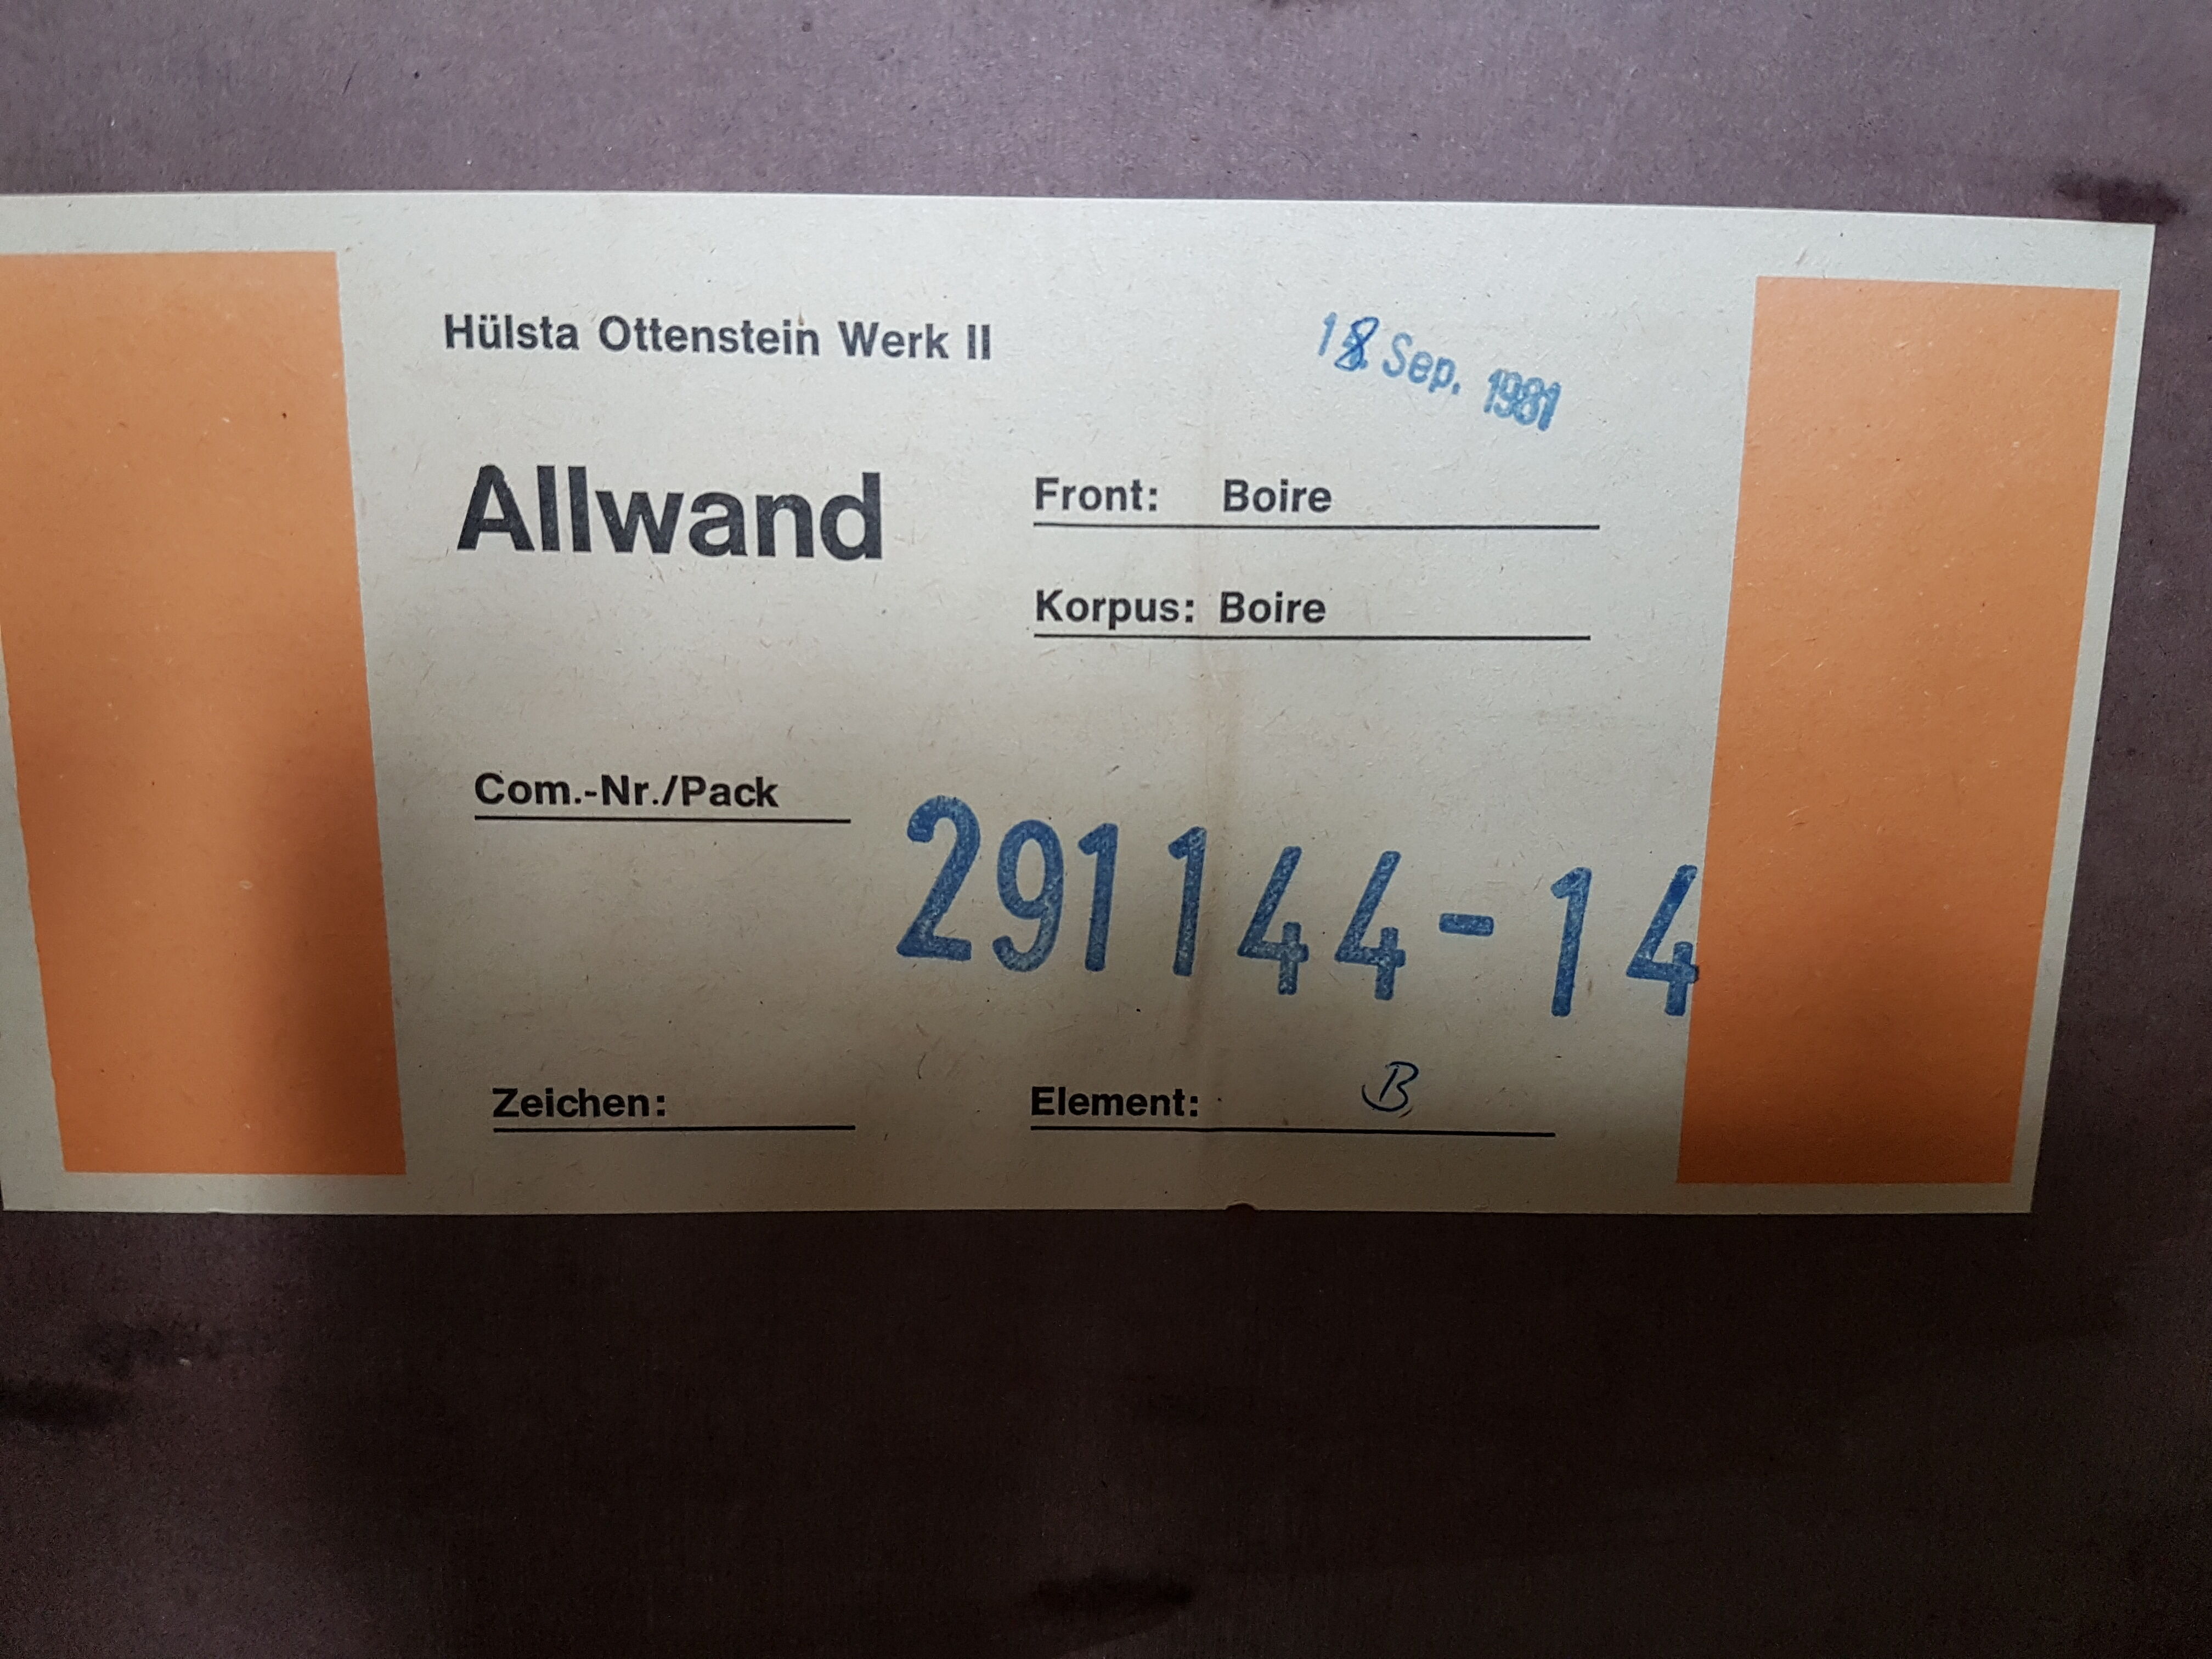 Hülsta Ottenstein Werk II
18. Sep. 1981
Allwand
Front: Boire
Korpus: Boire
Com.-Nr./Pack
291144-14
Zeichen:
Element: B